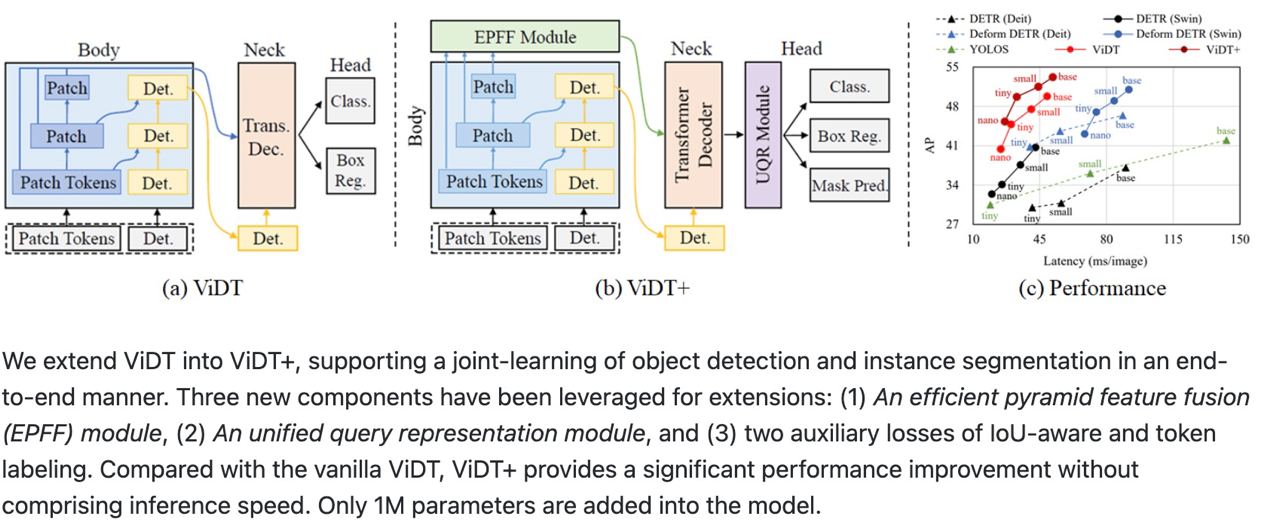 Body
Patch
Det.
Patch
Det.
Patch Tokens
Det.
Patch Tokens
Det.
Neck
Trans.
Dec.
Det.
Head
Class.
Box
Reg.
(a) ViDT
EPFF Module
Body
Patch
Det.
Patch
Det.
Patch Tokens
Det.
Patch Tokens
Det.
Neck
Transformer
Decoder
Det.
UQR Module
Head
Class.
Box Reg.
Mask Pred.
(b) ViDT+
DETR (Deit)
DETR (Swin)
Deform DETR (Deit)
Deform DETR (Swin)
YOLOS
ViDT
ViDT+
AP
55
48
41
34
27
10
45
80
115
150
small
base
tiny
base
nano
small
tiny
nano
base
small
tiny
nano
base
small
tiny
base
small
tiny
nano
base
small
tiny
base
small
tiny
Latency (ms/image)
(c) Performance
We extend ViDT into ViDT+, supporting a joint-learning of object detection and instance segmentation in an end-
to-end manner. Three new components have been leveraged for extensions: (1) An efficient pyramid feature fusion
(EPFF) module, (2) An unified query representation module, and (3) two auxiliary losses of IoU-aware and token
labeling. Compared with the vanilla ViDT, ViDT+ provides a significant performance improvement without
comprising inference speed. Only 1M parameters are added into the model.